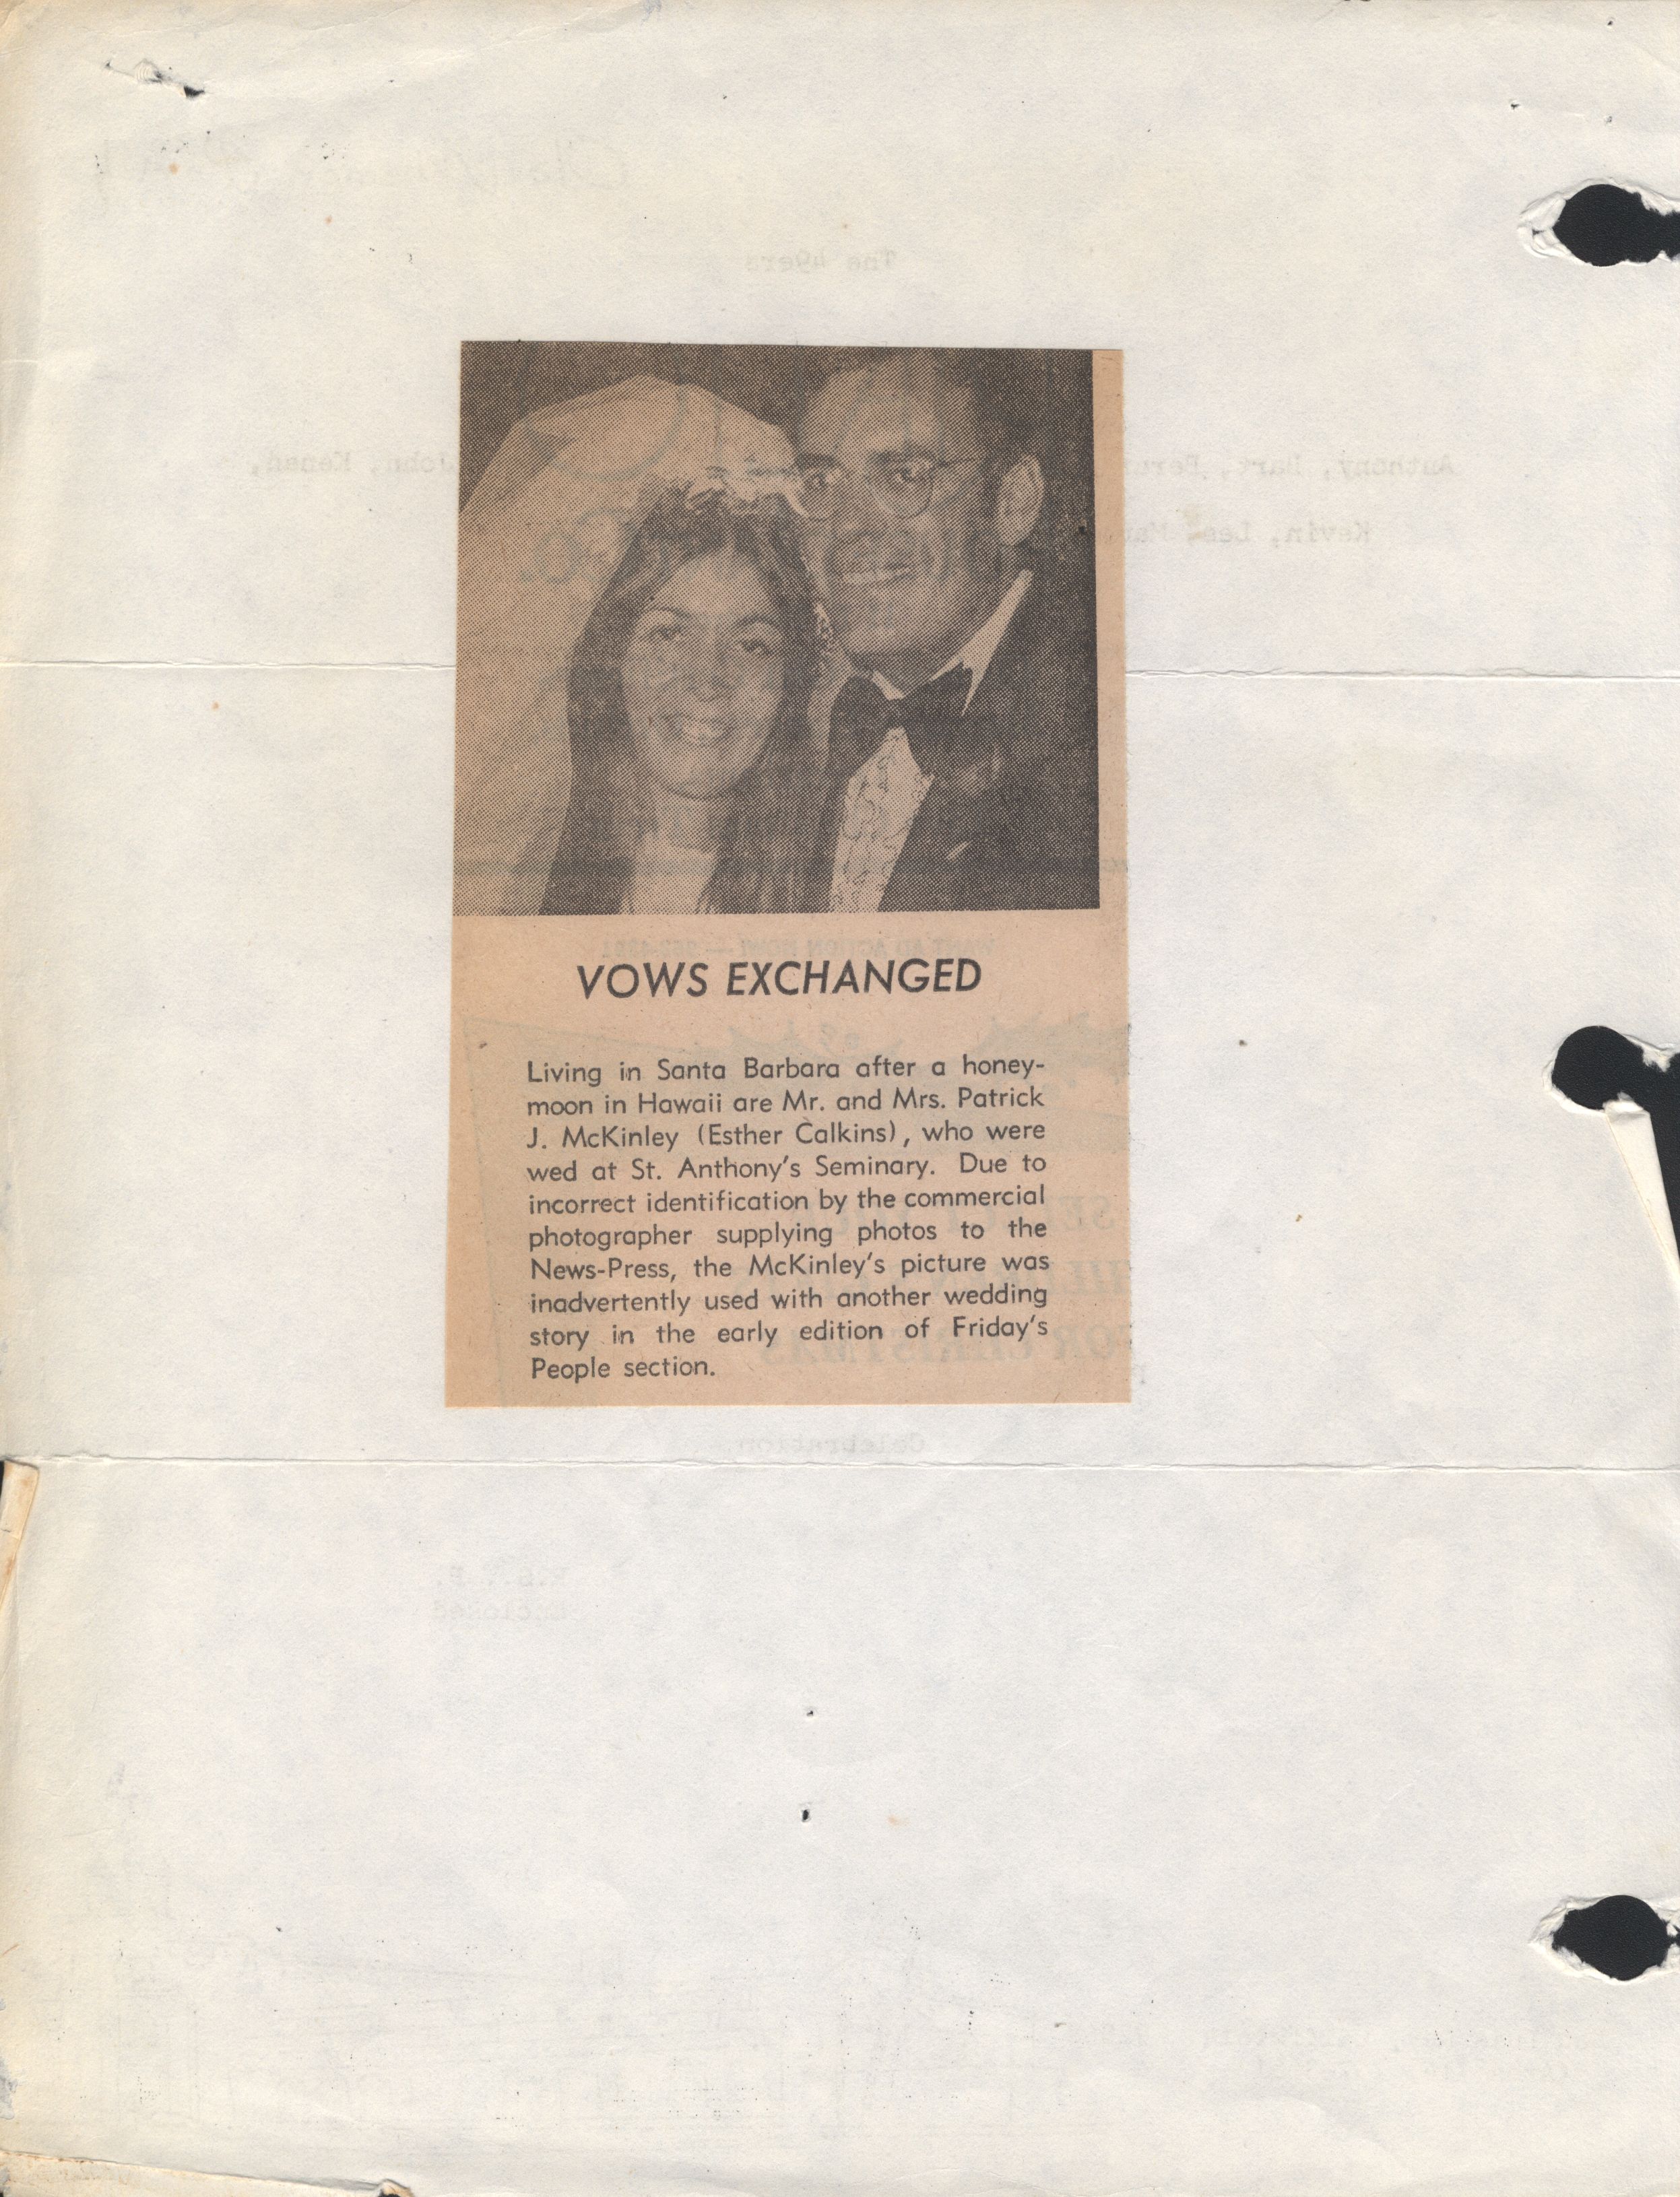 The 49ers
VOWS EXCHANGED
Living in Santa Barbara after a honey-
moon in Hawaii are Mr. and Mrs. Patrick
J. McKinley (Esther Calkins), who were
wed at St. Anthony's Seminary. Due to
incorrect identification by the commercial
photographer supplying photos to the
News-Press, the McKinley's picture was
inadvertently used with another wedding
story in the early edition of Friday's
People section.
Celebration